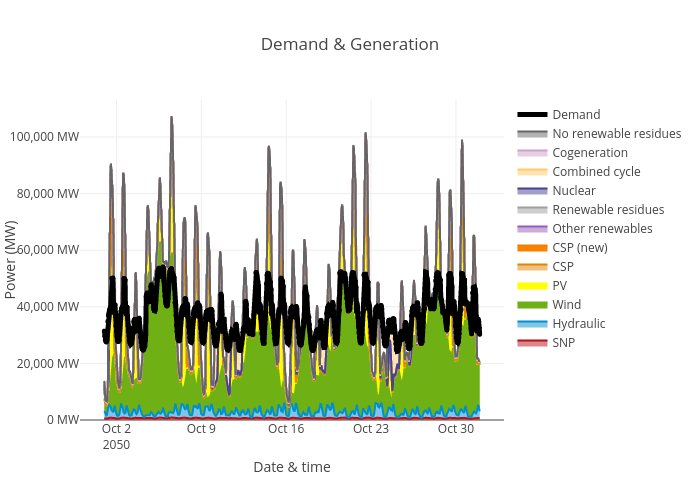 Demand & Generation
100,000 MW
80,000 MW
60,000 MW
40,000 MW
20,000 MW
0 MW
Power (MW)
Oct 2
2050
Oct 9
Oct 16
Oct 23
Oct 30
Date & time
Demand
No renewable residues
Cogeneration
Combined cycle
Nuclear
Renewable residues
Other renewables
CSP (new)
CSP
PV
Wind
Hydraulic
SNP